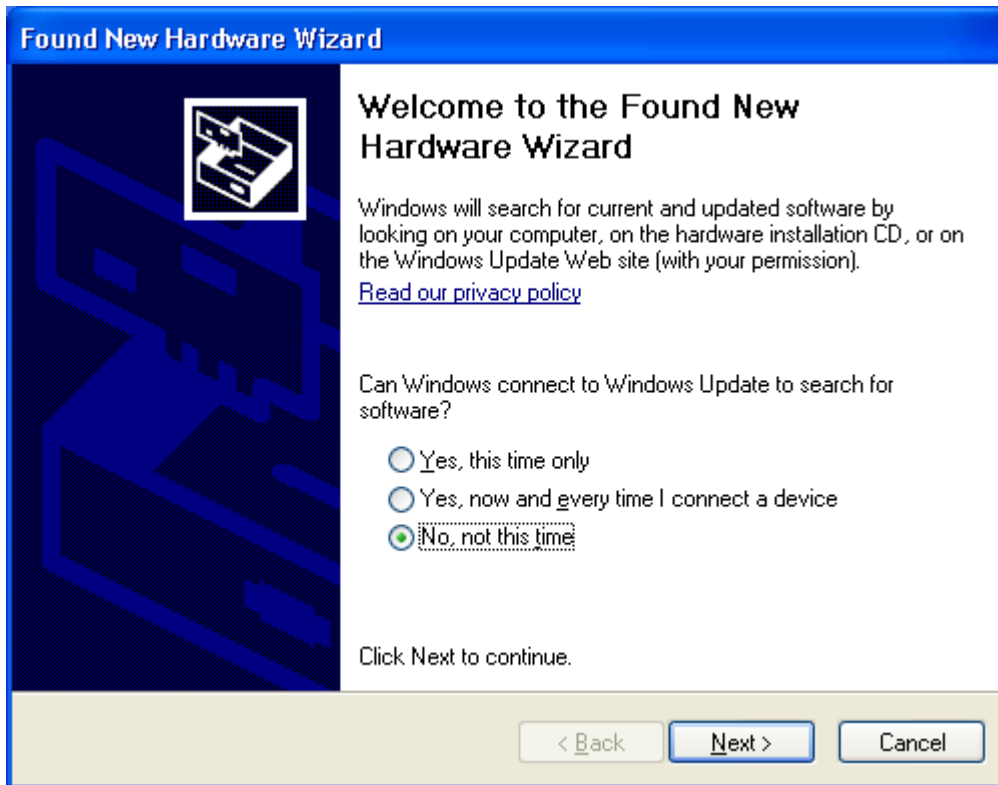 Found New Hardware Wizard
Welcome to the Found New
Hardware Wizard
Windows will search for current and updated software by
looking on your computer, on the hardware installation CD, or on
the Windows Update Web site (with your permission).
Read our privacy policy
Can Windows connect to Windows Update to search for
software?
Yes, this time only
Yes, now and every time I connect a device
No, not this time
Click Next to continue.
< Back
Next >
Cancel